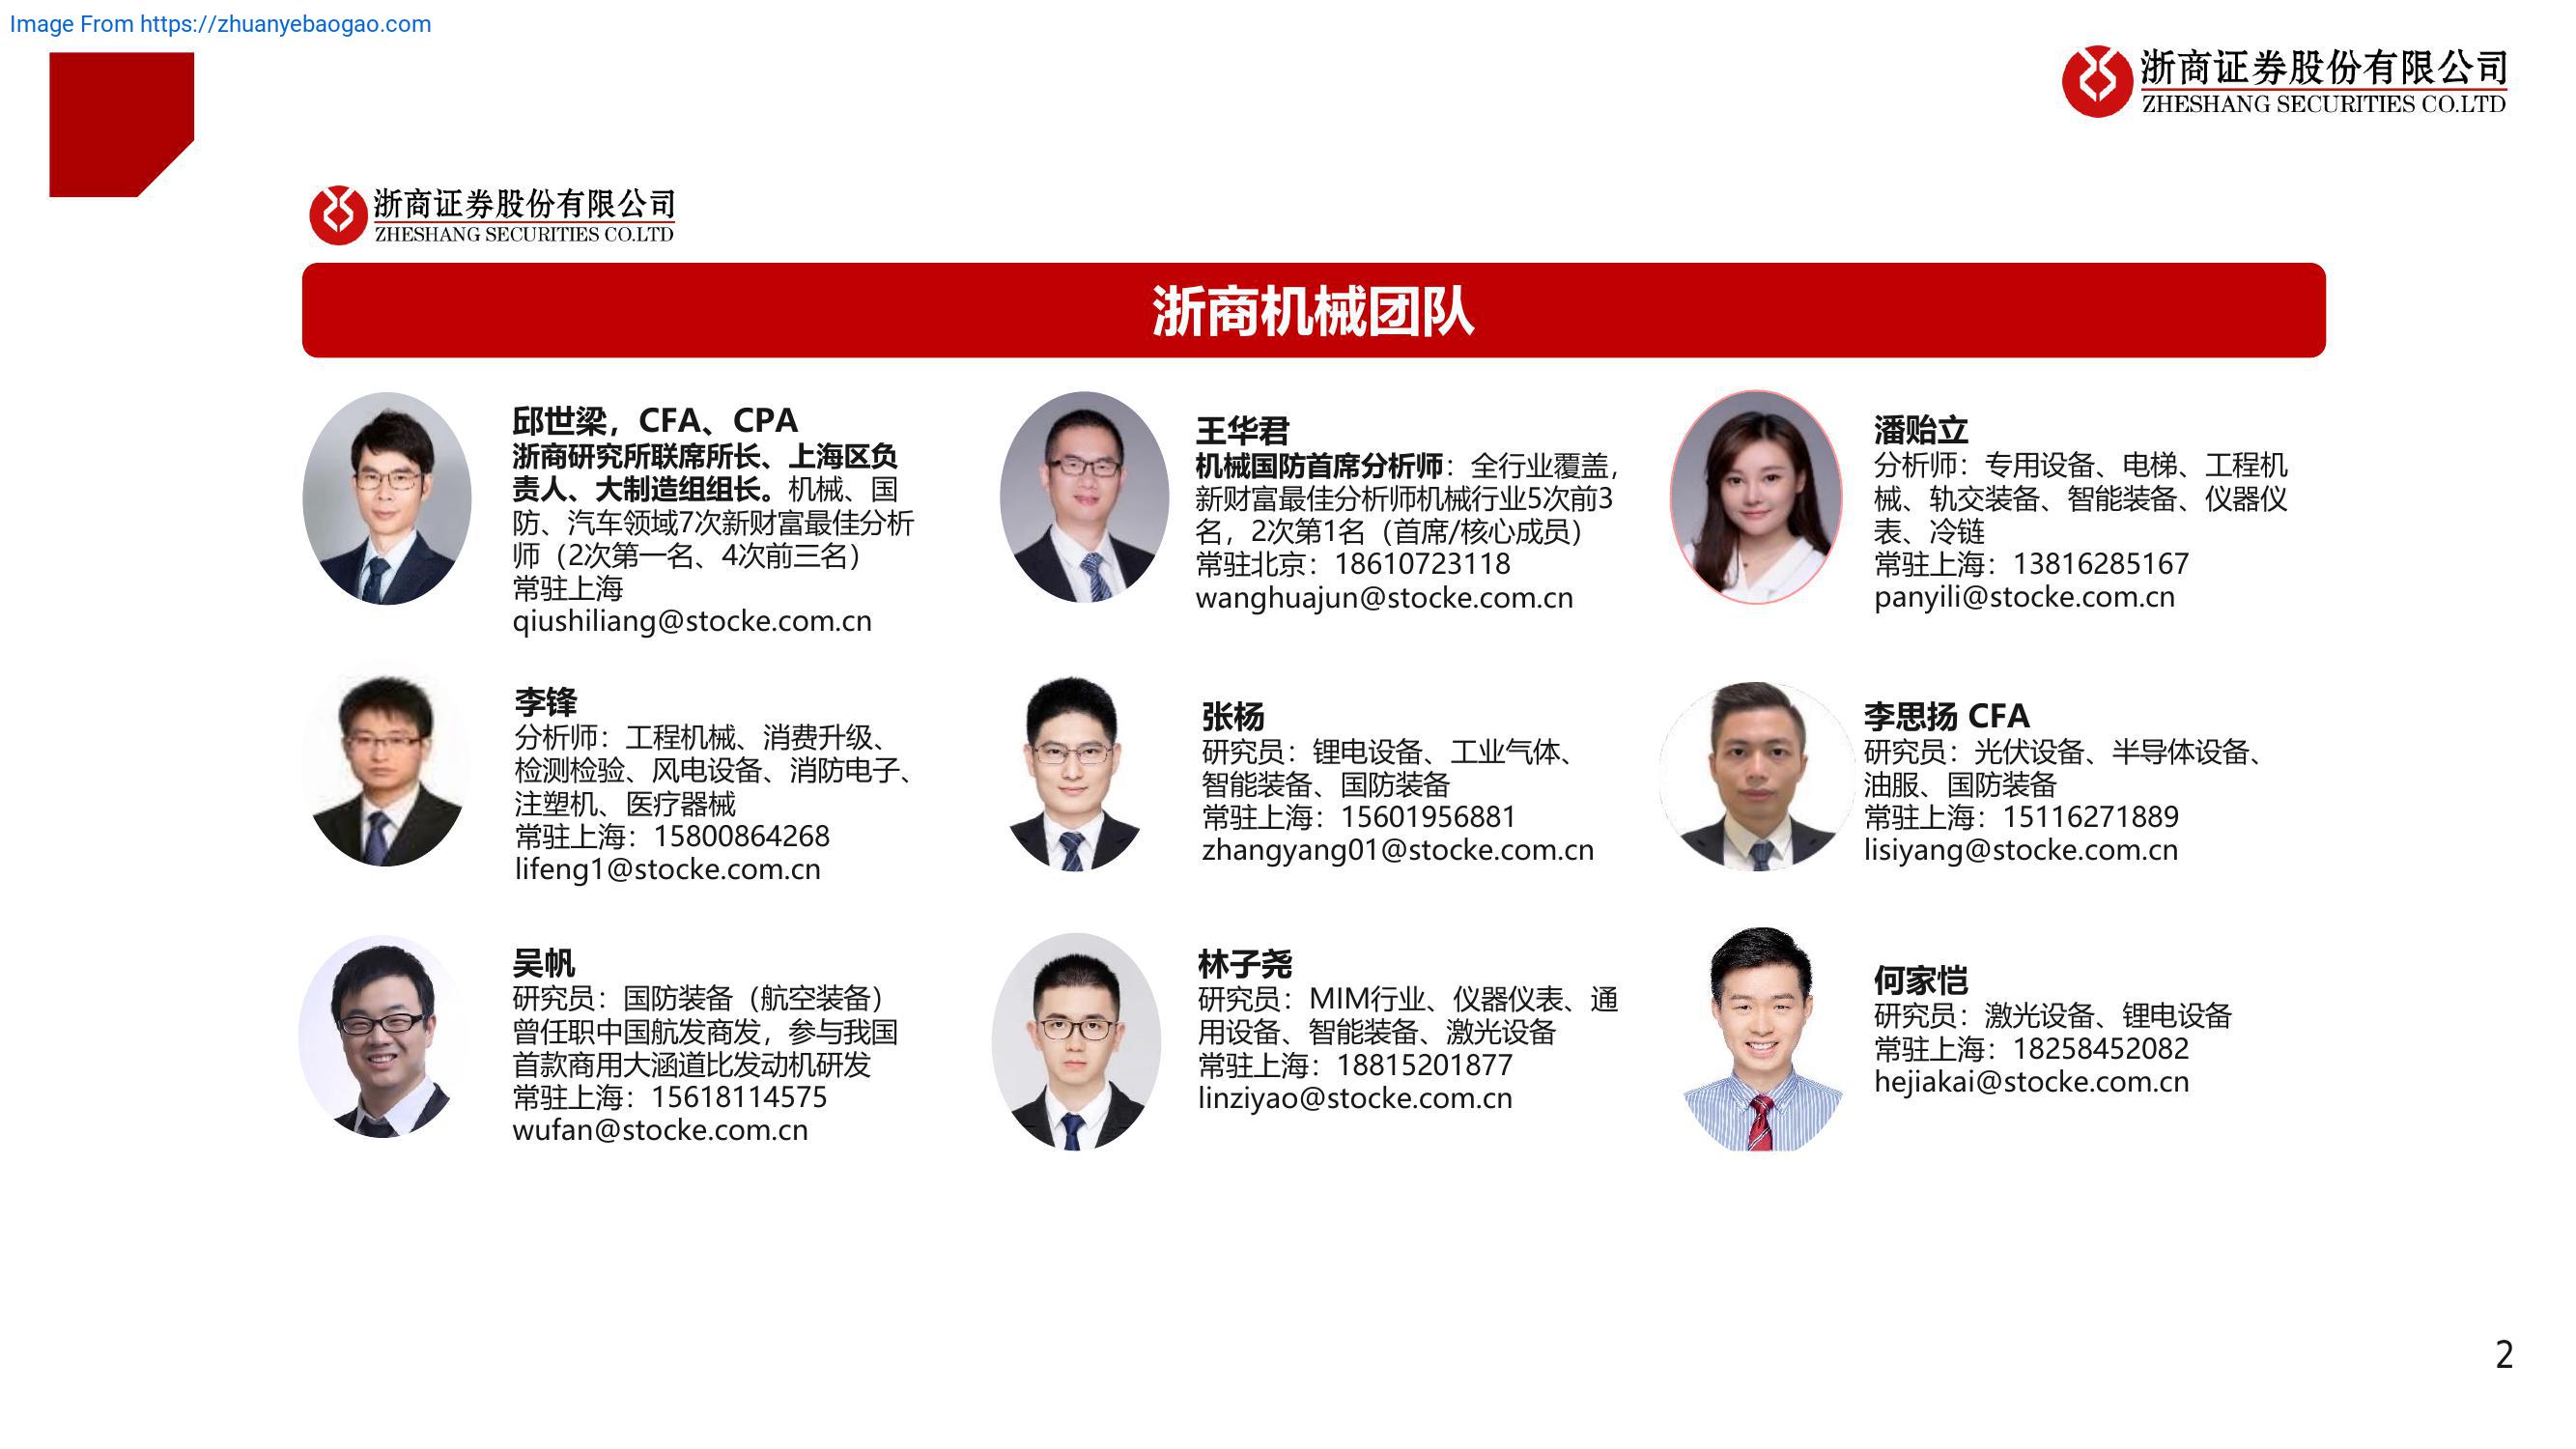 Image From https://zhuanyebaogao.com
浙商证券股份有限公司
ZHESHANG SECURITIES CO.LTD
浙商证券股份有限公司
ZHESHANG SECURITIES CO.LTD
浙商机械团队
邱世梁，CFA、CPA
浙商研究所联席所长、上海区负
责人、大制造组组长。机械、国
防、汽车领域7次新财富最佳分析
师（2次第一名、4次前三名）
常驻上海
qiushiliang@stocke.com.cn
王华君
机械国防首席分析师：全行业覆盖，
新财富最佳分析师机械行业5次前3
名，2次第1名（首席/核心成员）
常驻北京：18610723118
wanghuajun@stocke.com.cn
潘贻立
分析师：专用设备、电梯、工程机
械、轨交装备、智能装备、仪器仪
表、冷链
常驻上海：13816285167
panyili@stocke.com.cn
李锋
分析师：工程机械、消费升级、
检测检验、风电设备、消防电子、
注塑机、医疗器械
常驻上海：15800864268
lifeng1@stocke.com.cn
张杨
研究员：锂电设备、工业气体、
智能装备、国防装备
常驻上海：15601956881
zhangyang01@stocke.com.cn
李思扬 CFA
研究员：光伏设备、半导体设备、
油服、国防装备
常驻上海：15116271889
lisiyang@stocke.com.cn
吴帆
研究员：国防装备（航空装备）
曾任职中国航发商发，参与我国
首款商用大涵道比发动机研发
常驻上海：15618114575
wufan@stocke.com.cn
林子尧
研究员：MIM行业、仪器仪表、通
用设备、智能装备、激光设备
常驻上海：18815201877
linziyao@stocke.com.cn
何家恺
研究员：激光设备、锂电设备
常驻上海：18258452082
hejiakai@stocke.com.cn
2